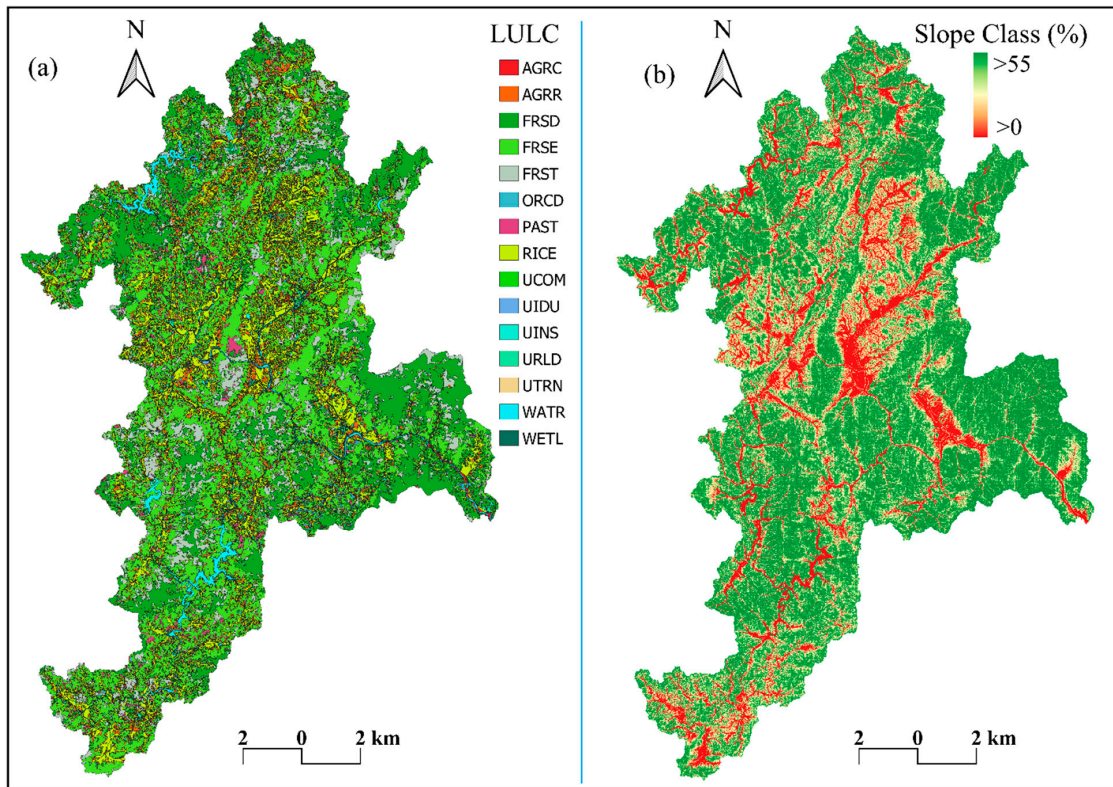 (a)
N
LULC
AGRC
AGRR
FRSD
FRSE
FRST
ORCD
PAST
RICE
UCOM
UIDU
UINS
URLD
UTRN
WATR
WETL
2 0 2 km
(b)
N
Slope Class (%)
>55
>0
2 0 2 km